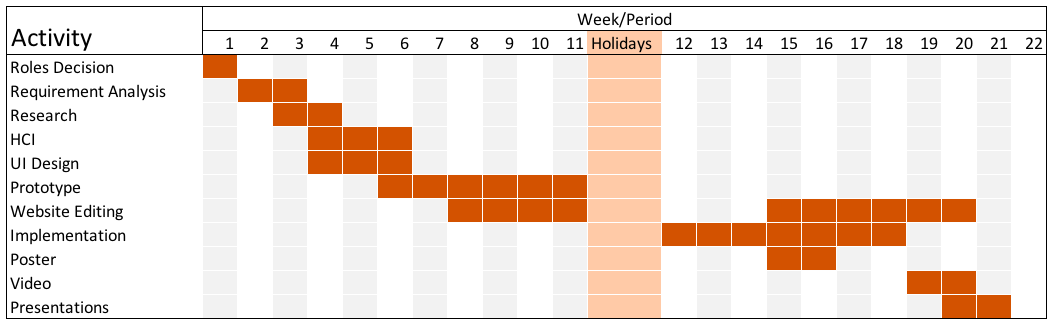 Week/Period
Activity
1 2 3 4 5 6 7 8 9 10 11 Holidays 12 13 14 15 16 17 18 19 20 21 22
Roles Decision
Requirement Analysis
Research
HCI
UI Design
Prototype
Website Editing
Implementation
Poster
Video
Presentations